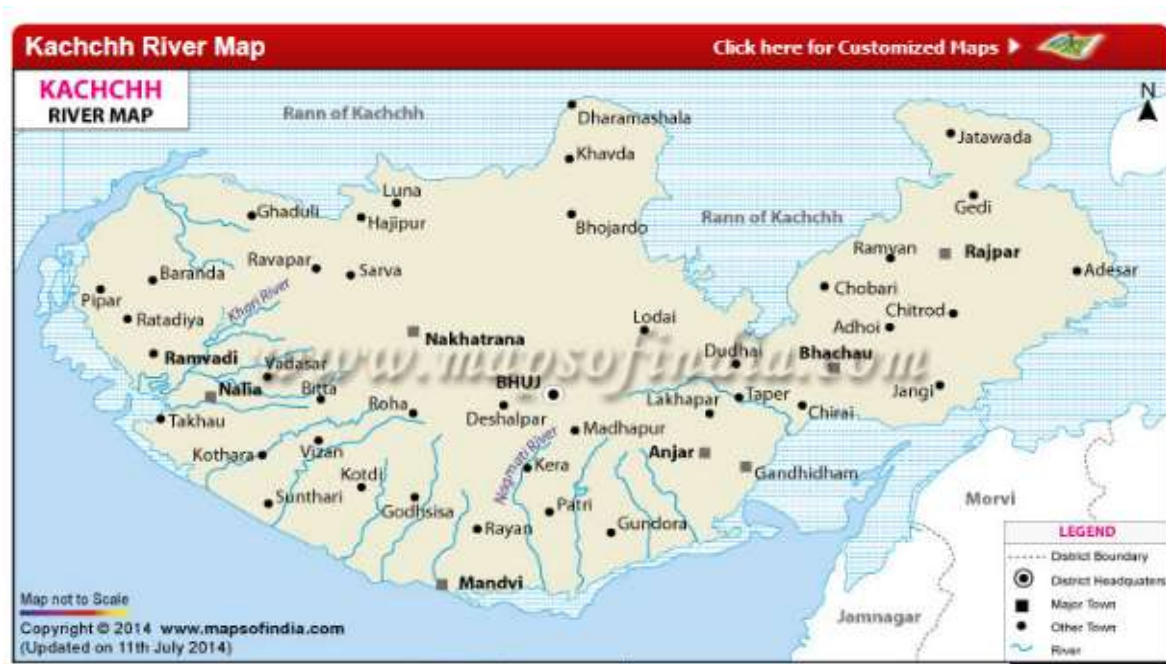 Kachchh River Map
Click here for Customized Maps
KACHCHH
RIVER MAP
N
Rann of Kachchh
Dharamashala
Jatawada
Khavda
Luna
Ghaduli
Hajipur
Gedi
Bhojardo
Rann of Kachchh
Ramyan
Rajpar
Ravapar
Sarva
Baranda
Adesar
Pipar
Khari River
Chobari
Ratadiya
Chitrod
Lodai
Adhoi
Nakhatrana
Ramvadi
Dudhai
Bhachau
www.mapsofindia.com
Vadasar
BHUJ
Nalia
Bitta
Jangi
Roha
Deshalpar
Lakhapar
Taper
Chirai
Takhau
Madhapur
Kothara
Vizan
Nagmati River
Anjar
Kera
Gandhidham
Kotdi
Sunthari
Morvi
Godhsisa
Patri
Rayan
Gundora
Mandvi
Jamnagar
LEGEND
District Boundary
District Headquaters
Major Town
Other Town
River
Map not to Scale
Copyright © 2014 www.mapsofindia.com
(Updated on 11th July 2014)